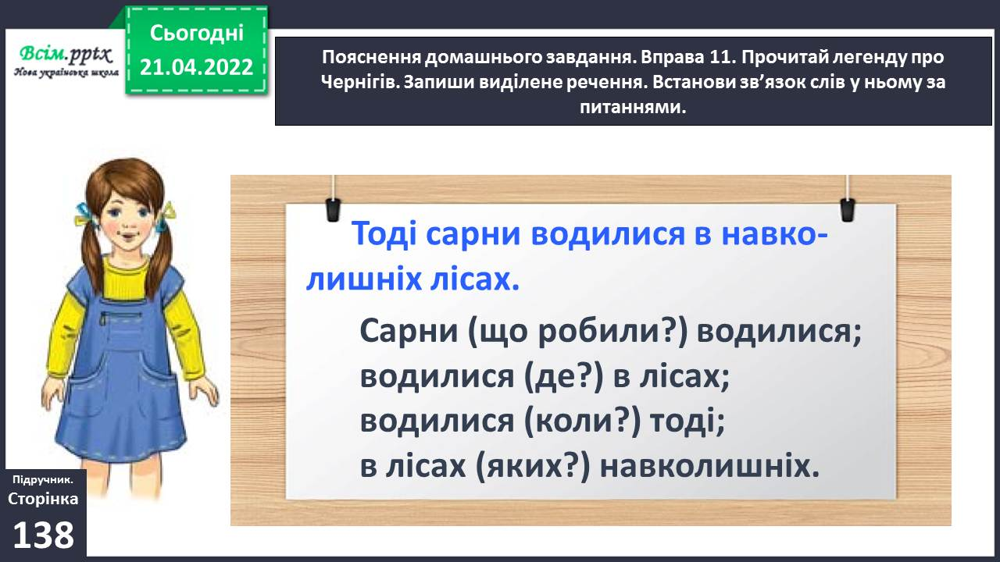 Сьогодні
21.04.2022
Всім.pptx
Нова українська школа
Пояснення домашнього завдання. Вправа 11. Прочитай легенду про
Чернігів. Запиши виділене речення. Встанови зв’язок слів у ньому за
питаннями.
Тоді сарни водилися в навко-
лишніх лісах.
Сарни (що робили?) водилися;
водилися (де?) в лісах;
водилися (коли?) тоді;
в лісах (яких?) навколишніх.
Підручник.
Сторінка
138